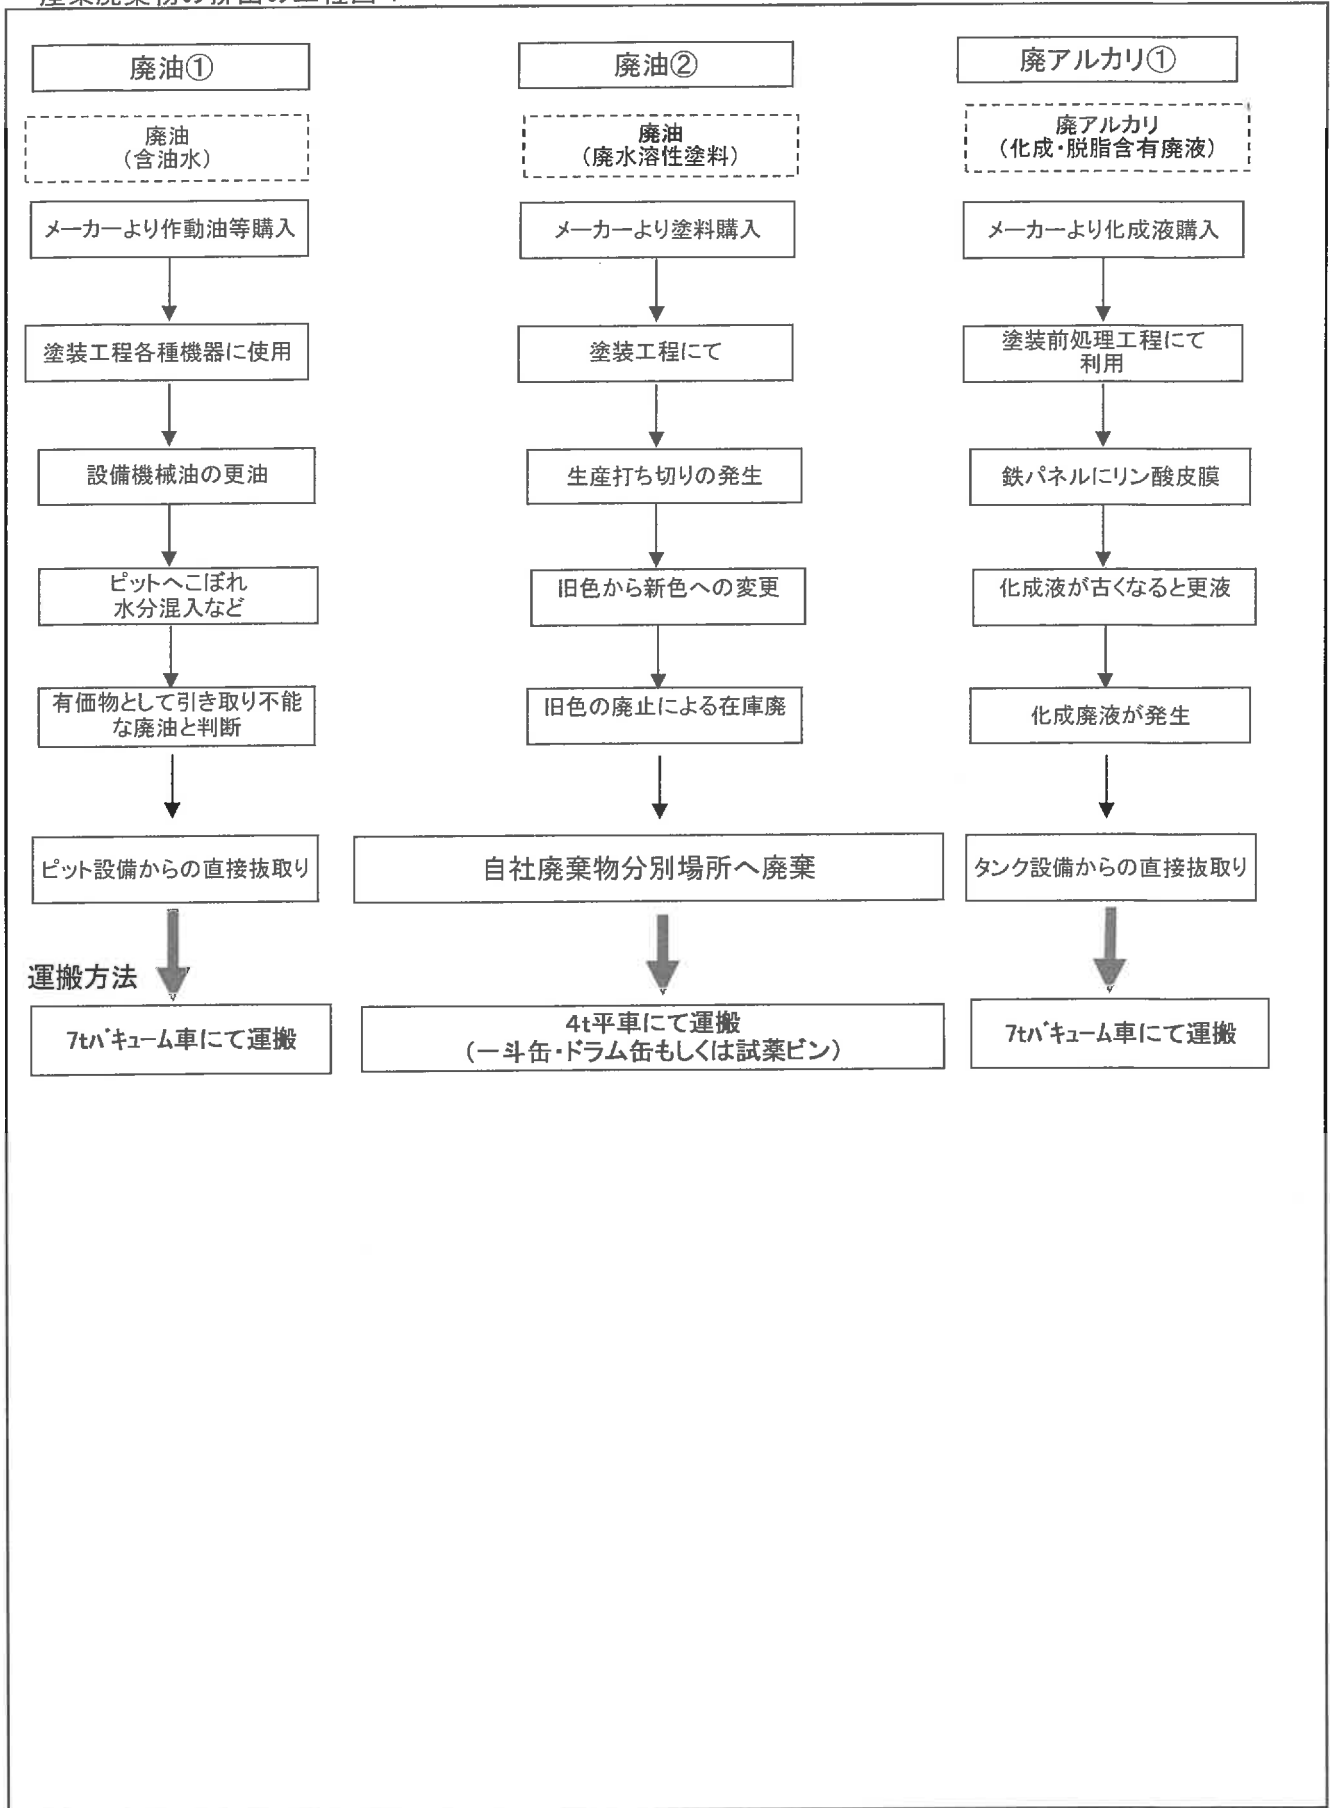 廃油①
廃油
(含油水)
メーカーより作動油等購入
塗装工程各種機器に使用
設備機械油の更油
ピットへこぼれ
水分混入など
有価物として引き取り不能
な廃油と判断
ピット設備からの直接抜取り
運搬方法
7tバキューム車にて運搬
廃油②
廃油
(廃水溶性塗料)
メーカーより塗料購入
塗装工程にて
生産打ち切りの発生
旧色から新色への変更
旧色の廃止による在庫廃
自社廃棄物分別場所へ廃棄
4t平車にて運搬
(一斗缶・ドラム缶もしくは試薬ビン)
廃アルカリ①
廃アルカリ
(化成・脱脂含有廃液)
メーカーより化成液購入
塗装前処理工程にて
利用
鉄パネルにリン酸皮膜
化成液が古くなると更液
化成廃液が発生
タンク設備からの直接抜取り
7tバキューム車にて運搬